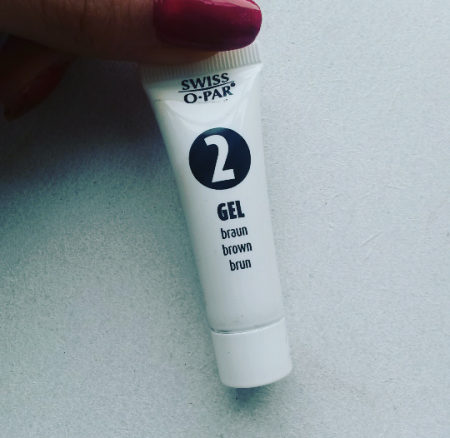 SWISS
O·PAR®
2
GEL
braun
brown
brun